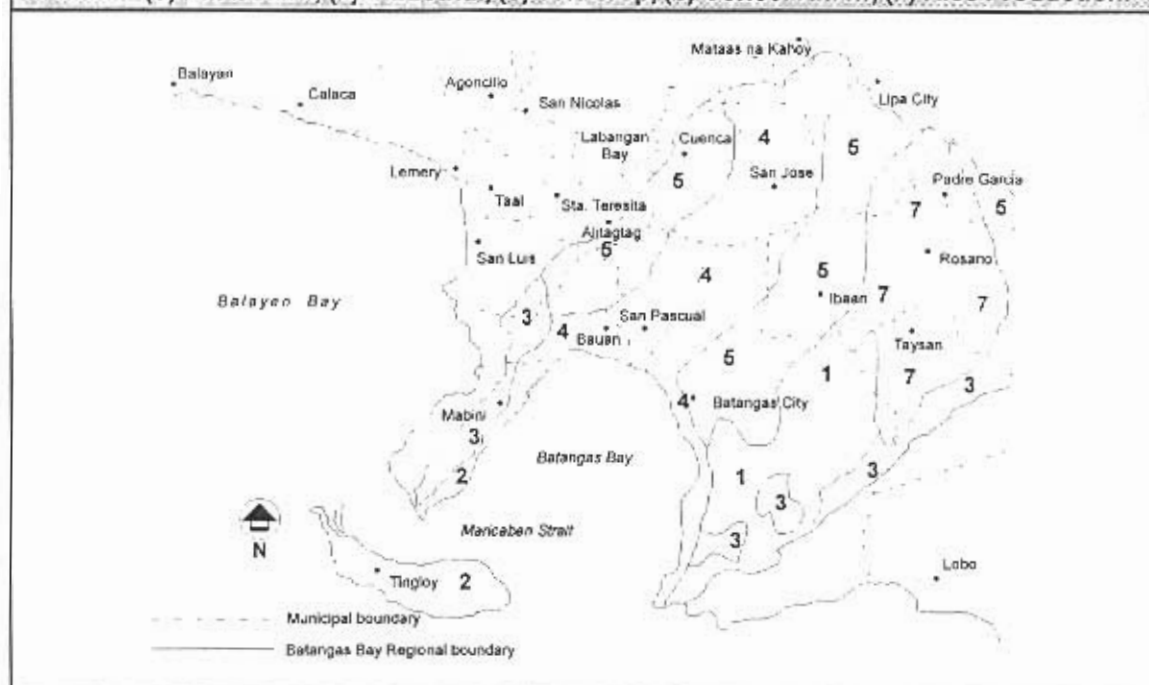 Mataas na Kahoy
Balayan
Calaca
Agoncillo
San Nicolas
Lipa City
Labangan
Bay
Cuenca
4
5
Lemery
San Jose
Padre Garcia
5
5
7
Taal
Sta. Teresita
Alitagtag
5
San Luis
Rosario
4
5
Balayan Bay
Ibaan
7
7
3
4
San Pascual
Bauan
Taysan
5
1
7
3
4
Batangas City
Mabini
3
Batangas Bay
2
1
3
3
Maricaban Strait
3
N
Tingloy
2
Lobo
Municipal boundary
Batangas Bay Regional boundary